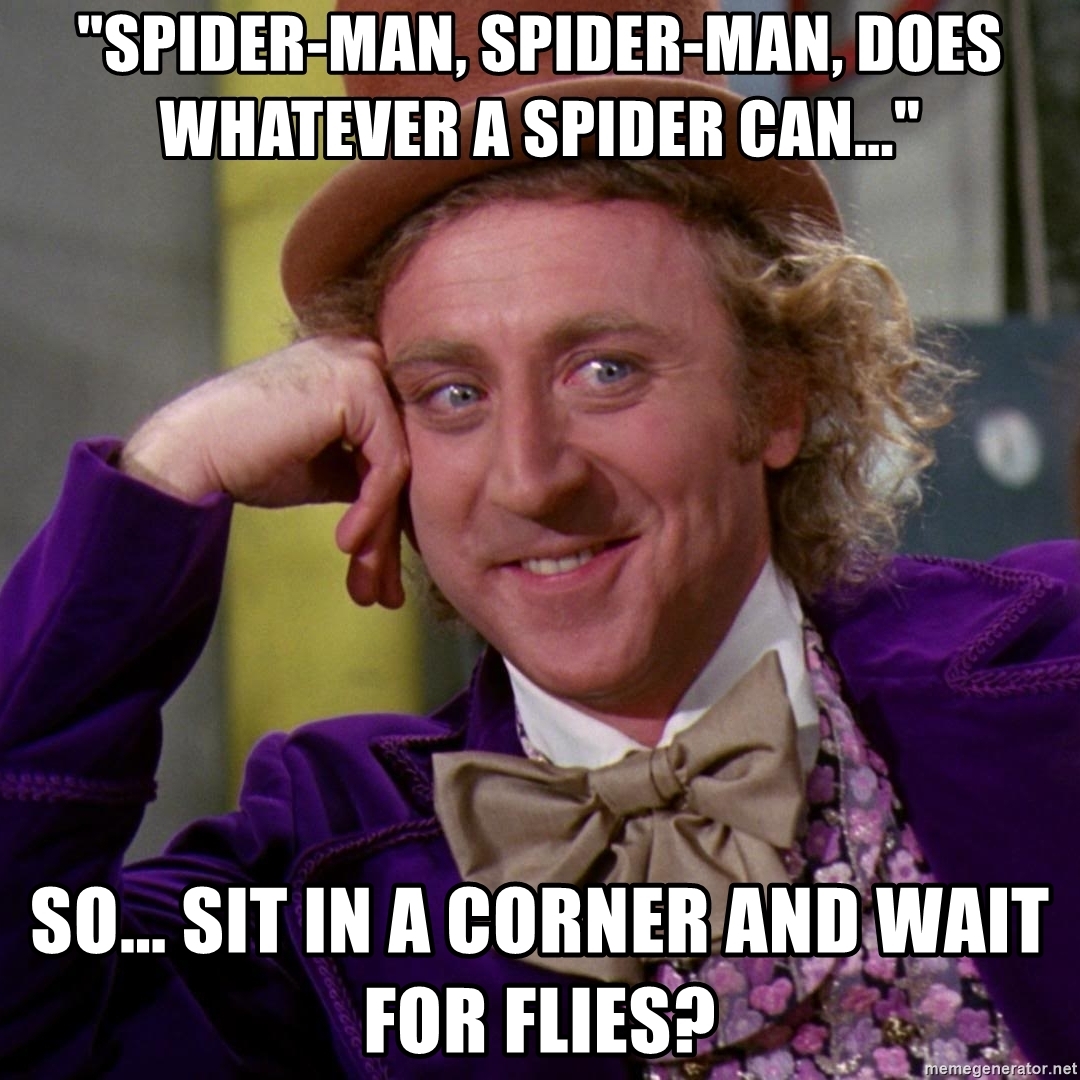 "SPIDER-MAN, SPIDER-MAN, DOES
WHATEVER A SPIDER CAN..."
SO... SIT IN A CORNER AND WAIT
FOR FLIES?
memegenerator.net